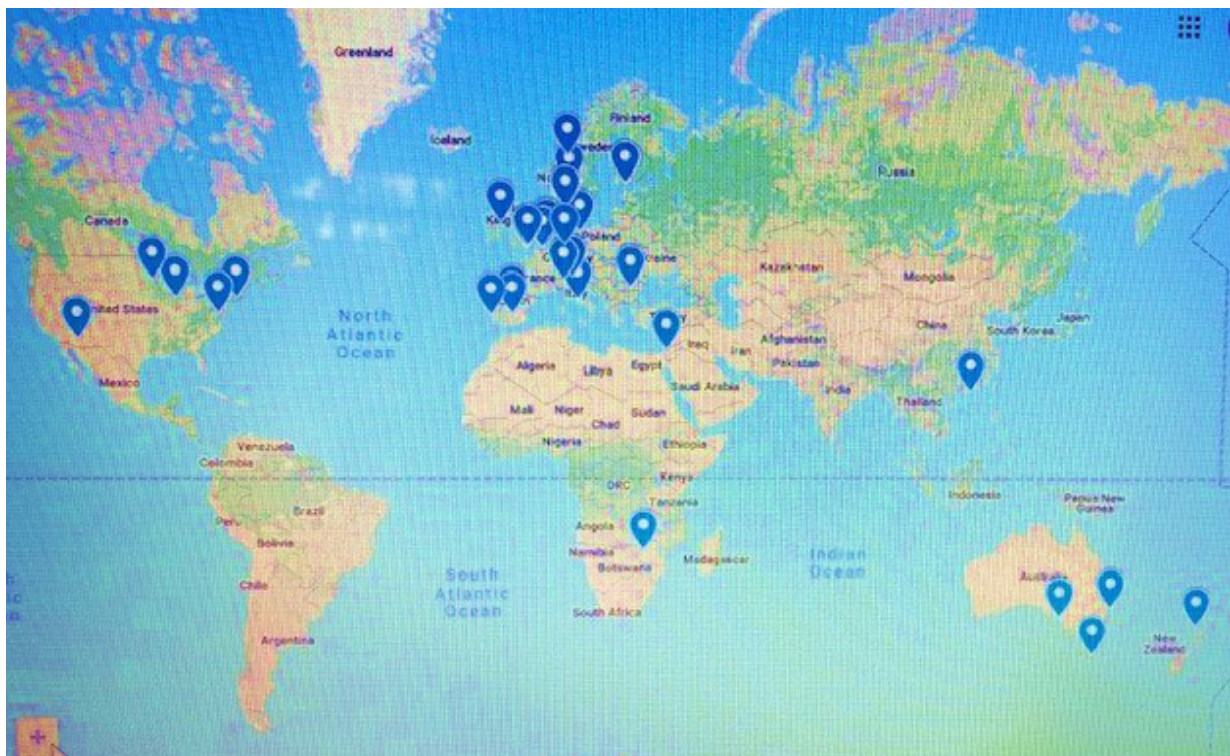 Greenland
Iceland
Finland
Sweden
Russia
Canada
Poland
Ukraine
France
Kazakhstan
Mongolia
United States
North
Atlantic
Ocean
Turkey
China
South Korea
Japan
Afghanistan
Iraq
Iran
Pakistan
Algeria
Libya
Egypt
Saudi Arabia
India
Mexico
Thailand
Mali
Niger
Chad
Sudan
Nigeria
Ethiopia
Venezuela
Colombia
Kenya
DRC
Tanzania
Indonesia
Papua New
Guinea
Peru
Brazil
Angola
Bolivia
Namibia
Botswana
Madagascar
Indian
Ocean
South
Atlantic
Ocean
Australia
Chile
South Africa
Argentina
New
Zealand